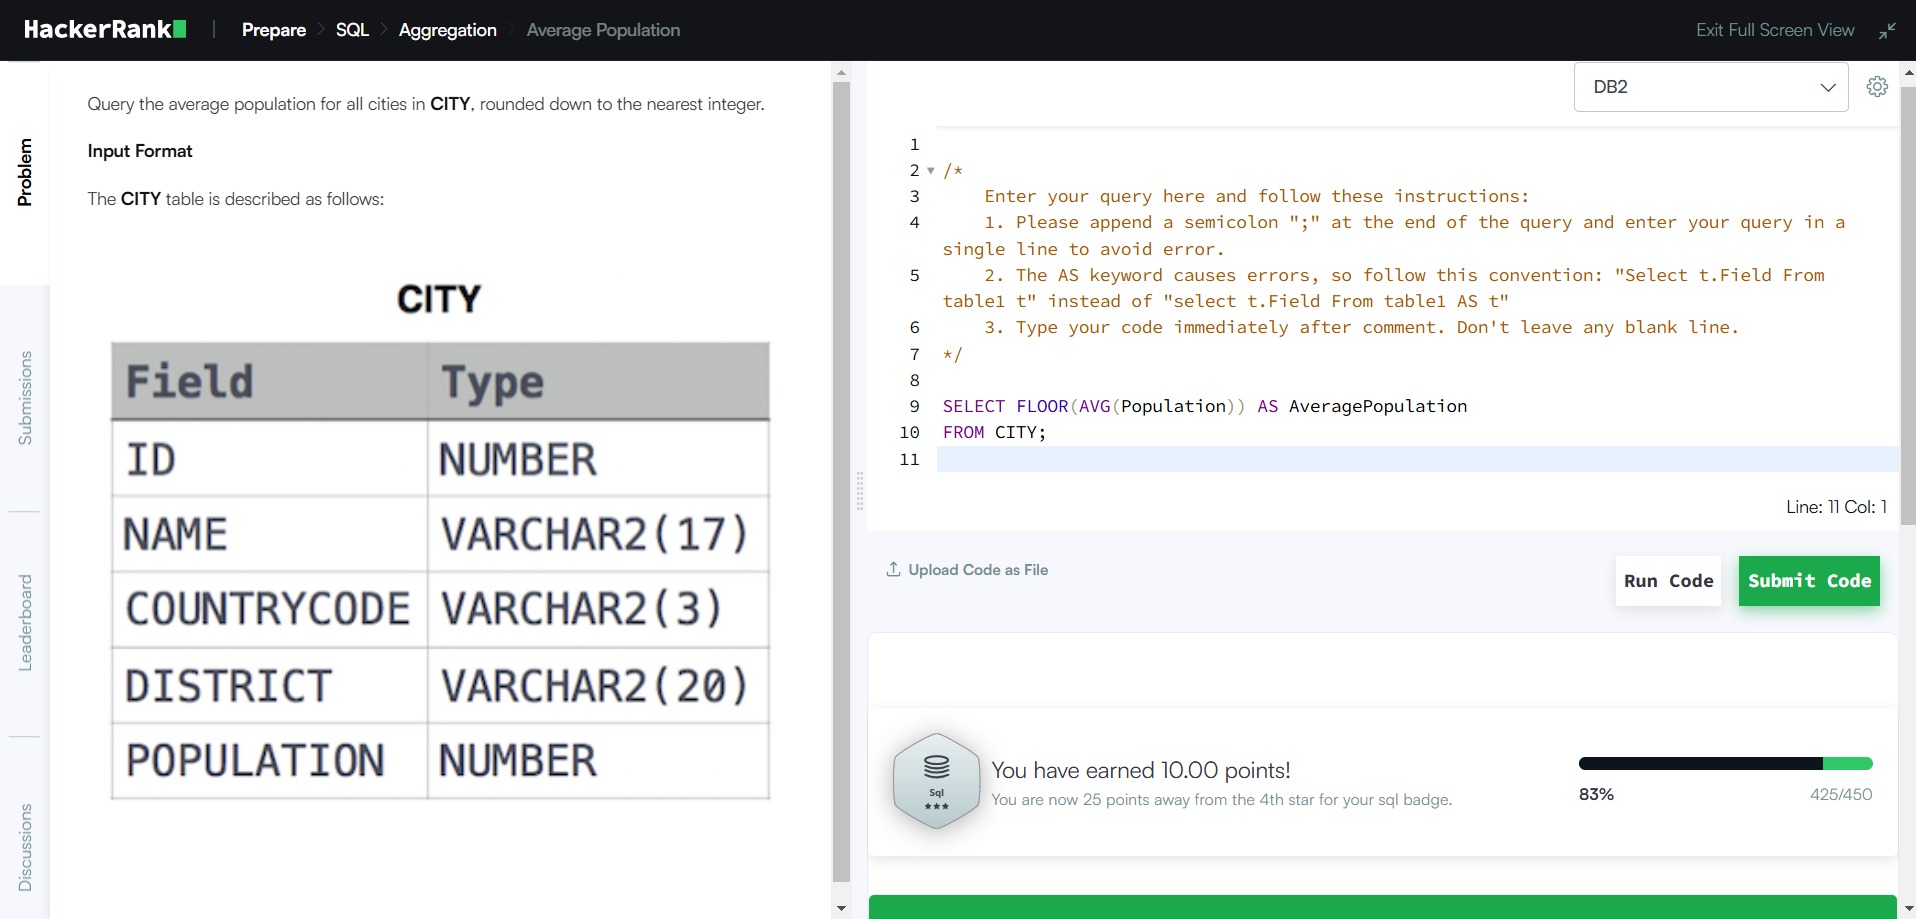 HackerRank
Prepare
SQL
Aggregation
Average Population
Exit Full Screen View
Problem
Submissions
Leaderboard
Discussions
Query the average population for all cities in CITY, rounded down to the nearest integer.
Input Format
The CITY table is described as follows:
CITY
Field Type
ID NUMBER
NAME VARCHAR2(17)
COUNTRYCODE VARCHAR2(3)
DISTRICT VARCHAR2(20)
POPULATION NUMBER
DB2
1
2 /*
3 Enter your query here and follow these instructions:
4 1. Please append a semicolon ";" at the end of the query and enter your query in a
single line to avoid error.
5 2. The AS keyword causes errors, so follow this convention: "Select t.Field From
table1 t" instead of "select t.Field From table1 AS t"
6 3. Type your code immediately after comment. Don't leave any blank line.
7 */
8
9 SELECT FLOOR(AVG(Population)) AS AveragePopulation
10 FROM CITY;
11
Line: 11 Col: 1
Upload Code as File
Run Code
Submit Code
Sql
You have earned 10.00 points!
You are now 25 points away from the 4th star for your sql badge.
83%
425/450